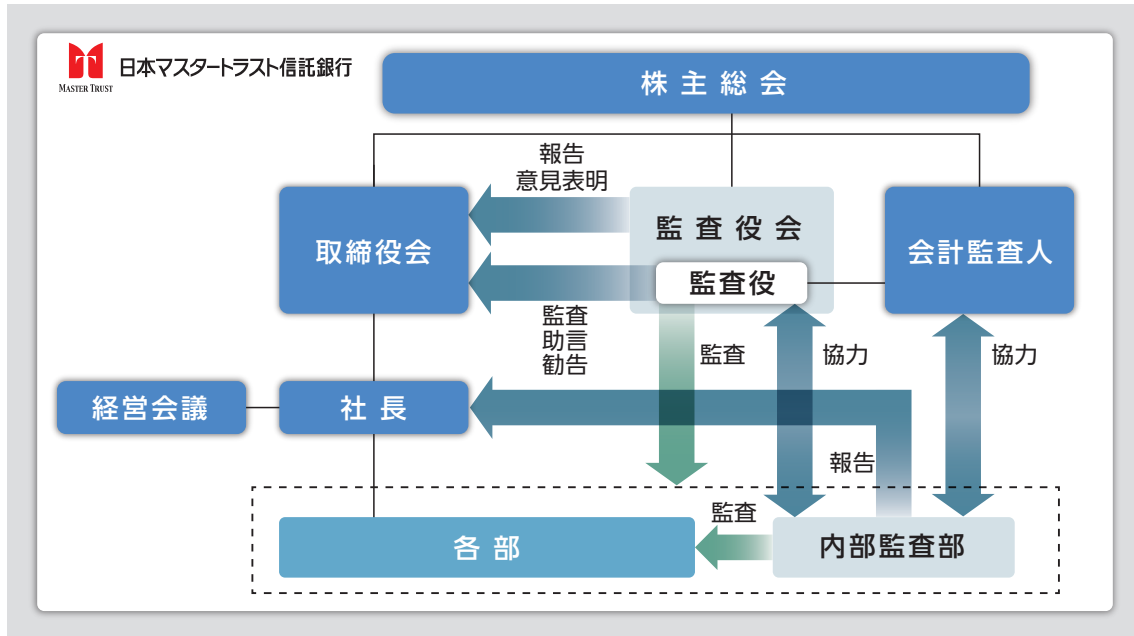 MASTER TRUST
日本マスタートラスト信託銀行
株主総会
報告
意見表明
取締役会
監査役会
監査役
会計監査人
監査
助言
勧告
監査
協力
協力
経営会議
社長
報告
監査
各部
内部監査部